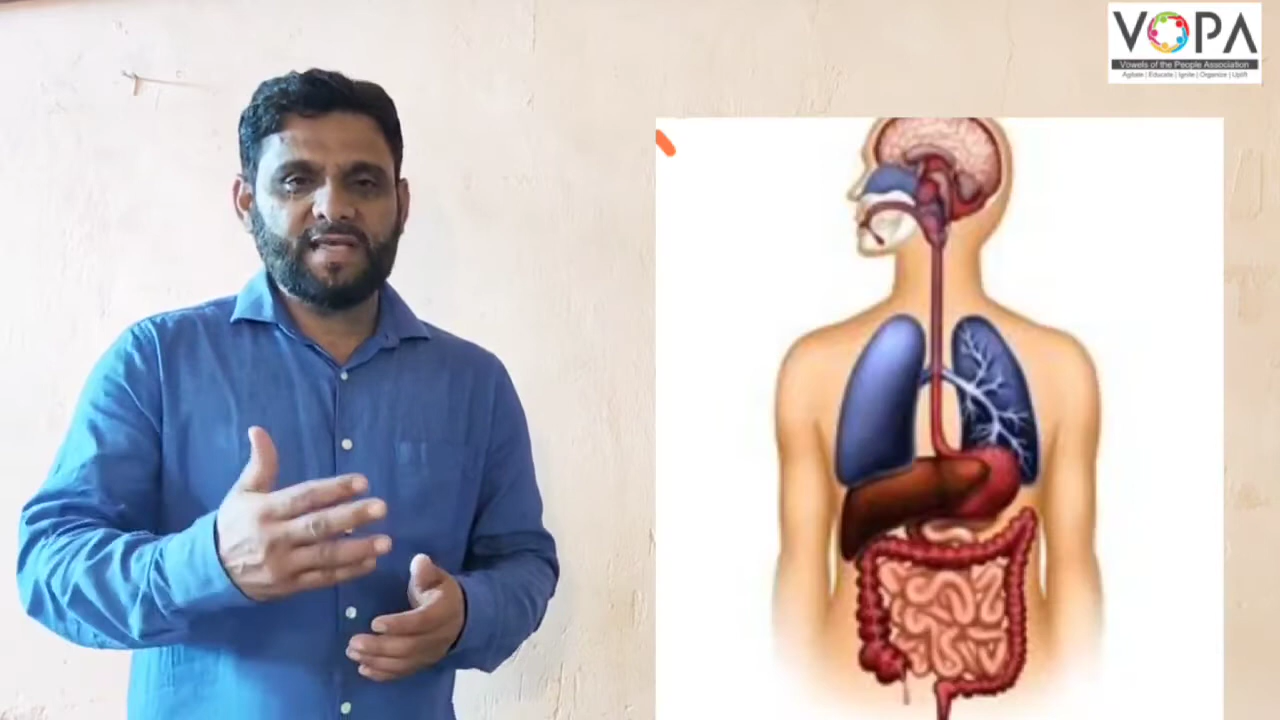 VOPA
Vowels of the People Association
Agitate | Educate | Ignite | Organize | Uplift